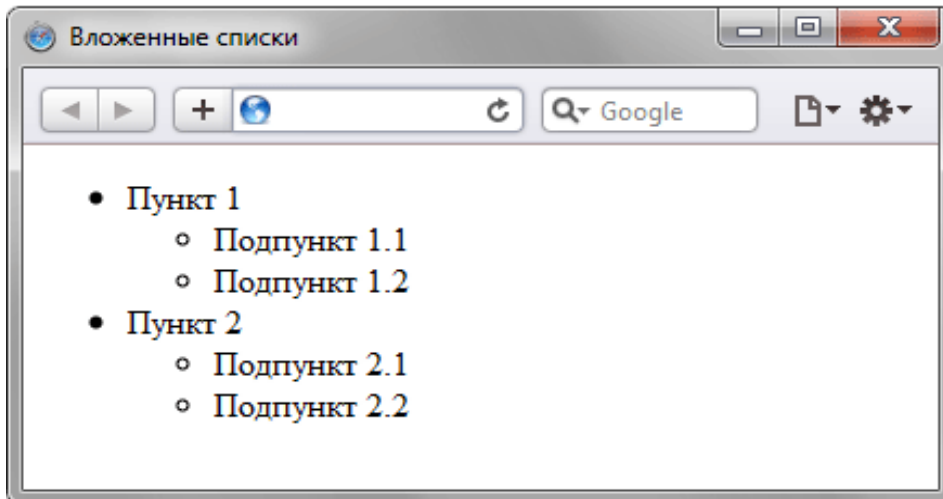 Вложенные списки
Google
Пункт 1
Подпункт 1.1
Подпункт 1.2
Пункт 2
Подпункт 2.1
Подпункт 2.2